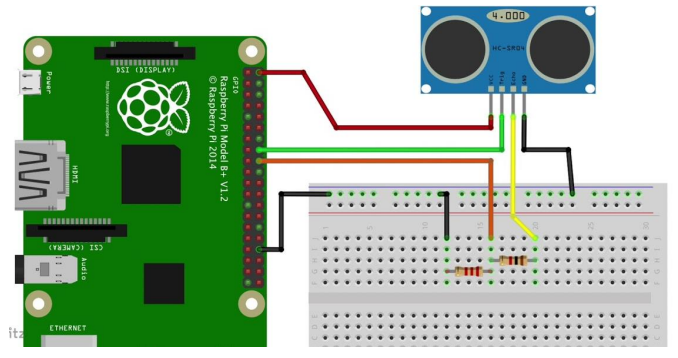 4.000
HC-SR04
Vcc
Trig
Echo
GND
DSI (DISPLAY)
Power
HDMI
CSI (CAMERA)
Audio
ETHERNET
GPIO
Raspberry Pi Model B+ V1.2
© Raspberry Pi 2014
http://www.raspberrypi.org
itz